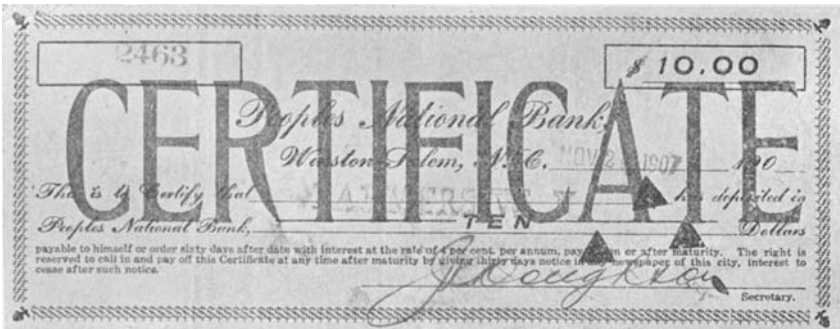 2463
$ 10.00
CERTIFICATE
Peoples National Bank,
Winston-Salem, N. C. NOV 2 1907 190
This is to Certify that has deposited in
Peoples National Bank, TEN Dollars
payable to himself or order sixty days after date with interest at the rate of 4 per cent. per annum, payable on or after maturity. The right is
reserved to call in and pay off this Certificate at any time after maturity by giving thirty days notice in any newspaper of this city, interest to
cease after such notice.
Secretary.